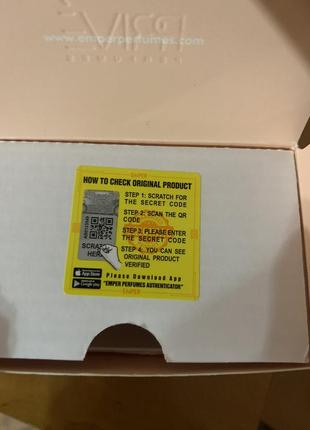 www.emperperfumes.com
EMPER
HOW TO CHECK ORIGINAL PRODUCT
STEP 1: SCRATCH FOR
THE SECRET CODE
STEP 2: SCAN THE QR
CODE
STEP 3: PLEASE ENTER
THE SECRET CODE
STEP 4: YOU CAN SEE
ORIGINAL PRODUCT
VERIFIED
SCRATCH
HERE
Please Download App
"EMPER PERFUMES AUTHENTICATOR"
App Store
Google play
EMPER